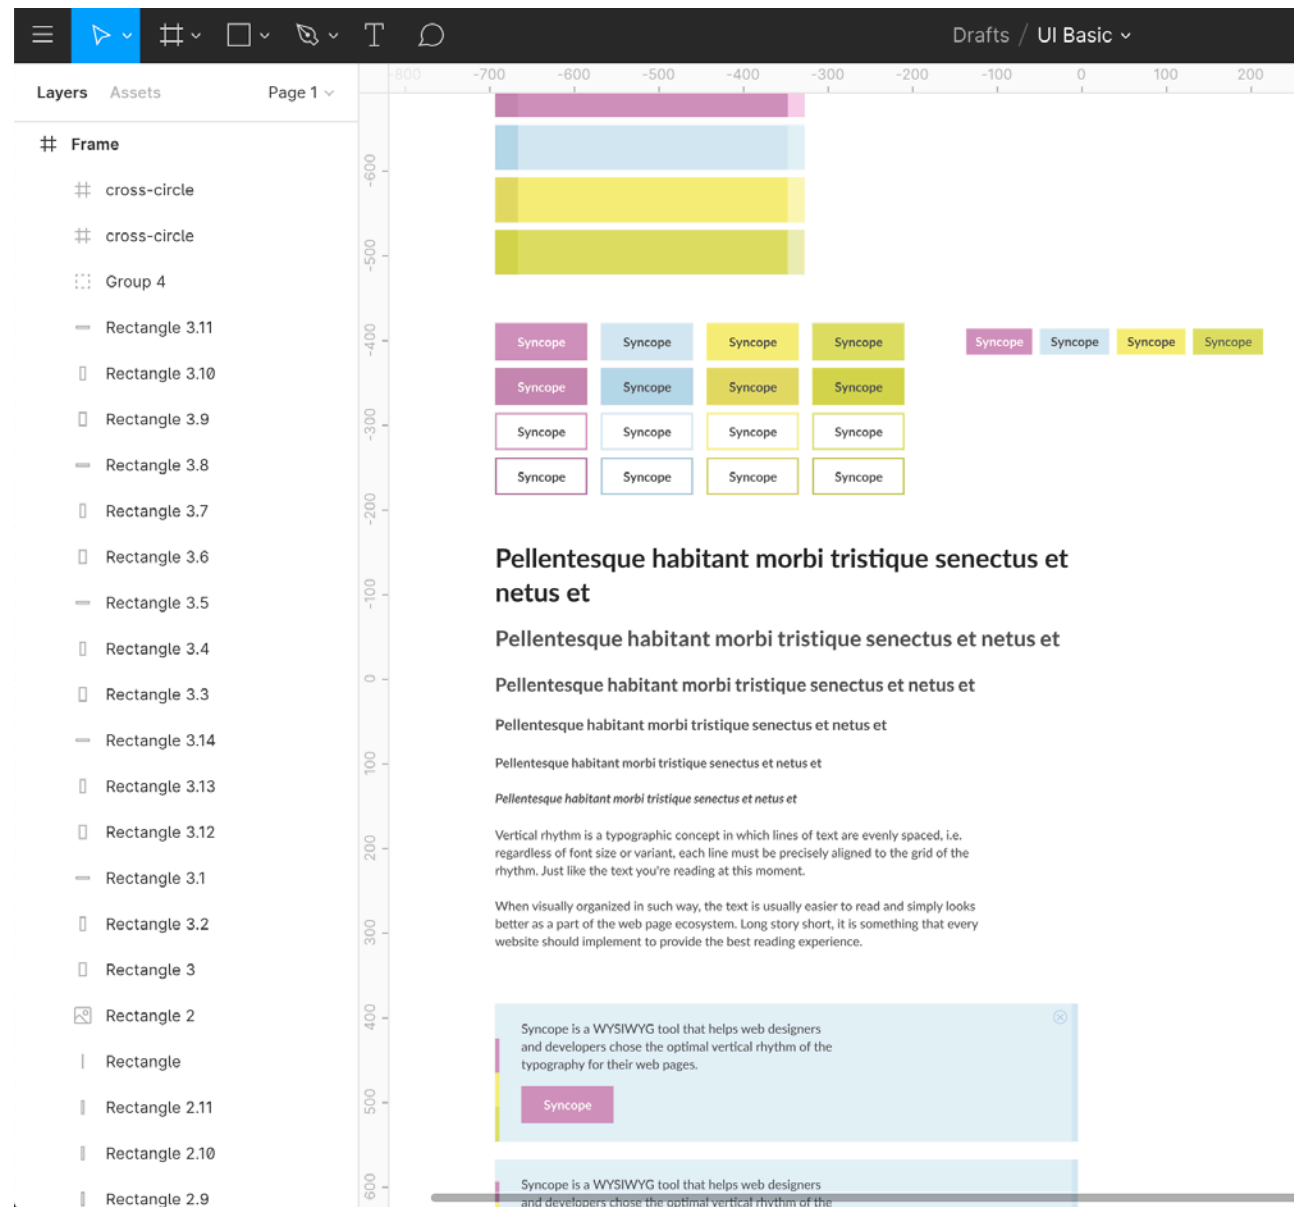 Drafts / UI Basic
Layers Assets Page 1
-800 -700 -600 -500 -400 -300 -200 -100 0 100 200
Frame
cross-circle
cross-circle
Group 4
Rectangle 3.11
Rectangle 3.10
Rectangle 3.9
Rectangle 3.8
Rectangle 3.7
Rectangle 3.6
Rectangle 3.5
Rectangle 3.4
Rectangle 3.3
Rectangle 3.14
Rectangle 3.13
Rectangle 3.12
Rectangle 3.1
Rectangle 3.2
Rectangle 3
Rectangle 2
Rectangle
Rectangle 2.11
Rectangle 2.10
Rectangle 2.9
-600
-500
-400
-300
-200
-100
0
100
200
300
400
500
600
Syncope Syncope Syncope Syncope
Syncope Syncope Syncope Syncope
Syncope Syncope Syncope Syncope
Syncope Syncope Syncope Syncope
Syncope Syncope Syncope Syncope
Pellentesque habitant morbi tristique senectus et
netus et
Pellentesque habitant morbi tristique senectus et netus et
Pellentesque habitant morbi tristique senectus et netus et
Pellentesque habitant morbi tristique senectus et netus et
Pellentesque habitant morbi tristique senectus et netus et
Pellentesque habitant morbi tristique senectus et netus et
Vertical rhythm is a typographic concept in which lines of text are evenly spaced, i.e.
regardless of font size or variant, each line must be precisely aligned to the grid of the
rhythm. Just like the text you're reading at this moment.
When visually organized in such way, the text is usually easier to read and simply looks
better as a part of the web page ecosystem. Long story short, it is something that every
website should implement to provide the best reading experience.
Syncope is a WYSIWYG tool that helps web designers
and developers chose the optimal vertical rhythm of the
typography for their web pages.
Syncope
Syncope is a WYSIWYG tool that helps web designers
and developers chose the optimal vertical rhythm of the